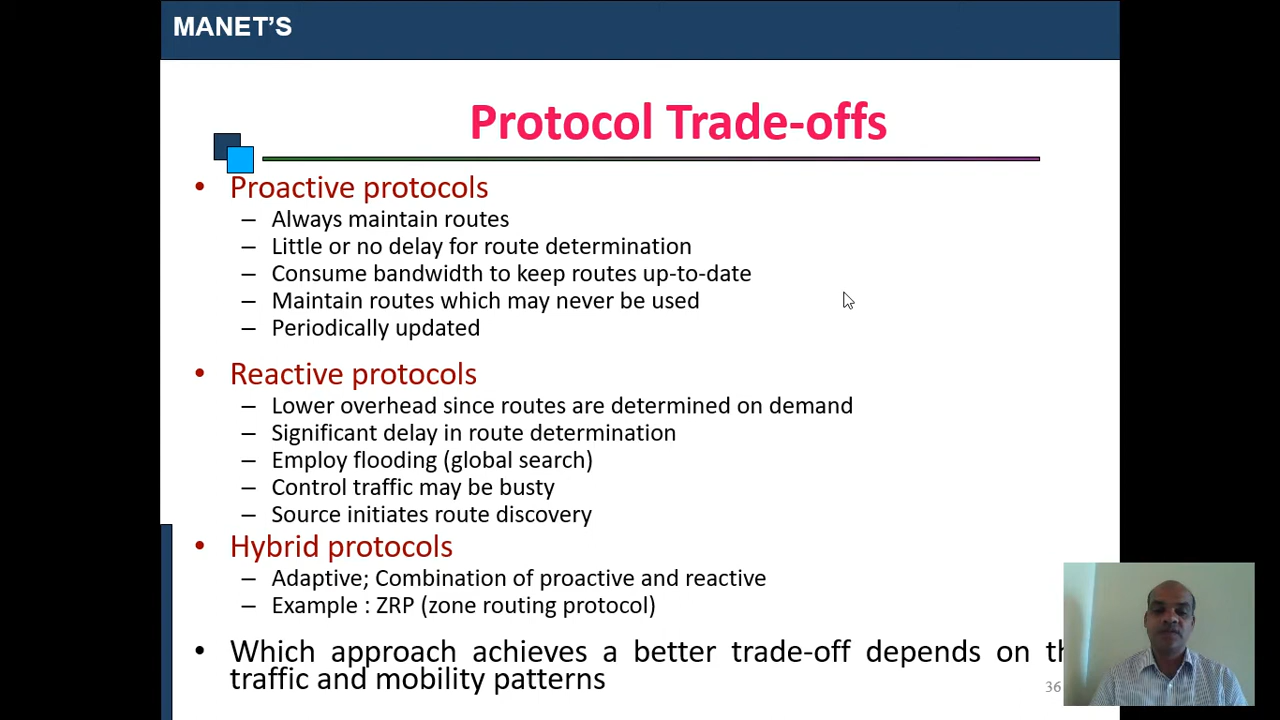 MANET'S
Protocol Trade-offs
• Proactive protocols
– Always maintain routes
– Little or no delay for route determination
– Consume bandwidth to keep routes up-to-date
– Maintain routes which may never be used
– Periodically updated
• Reactive protocols
– Lower overhead since routes are determined on demand
– Significant delay in route determination
– Employ flooding (global search)
– Control traffic may be busty
– Source initiates route discovery
• Hybrid protocols
– Adaptive; Combination of proactive and reactive
– Example : ZRP (zone routing protocol)
• Which approach achieves a better trade-off depends on
traffic and mobility patterns
36